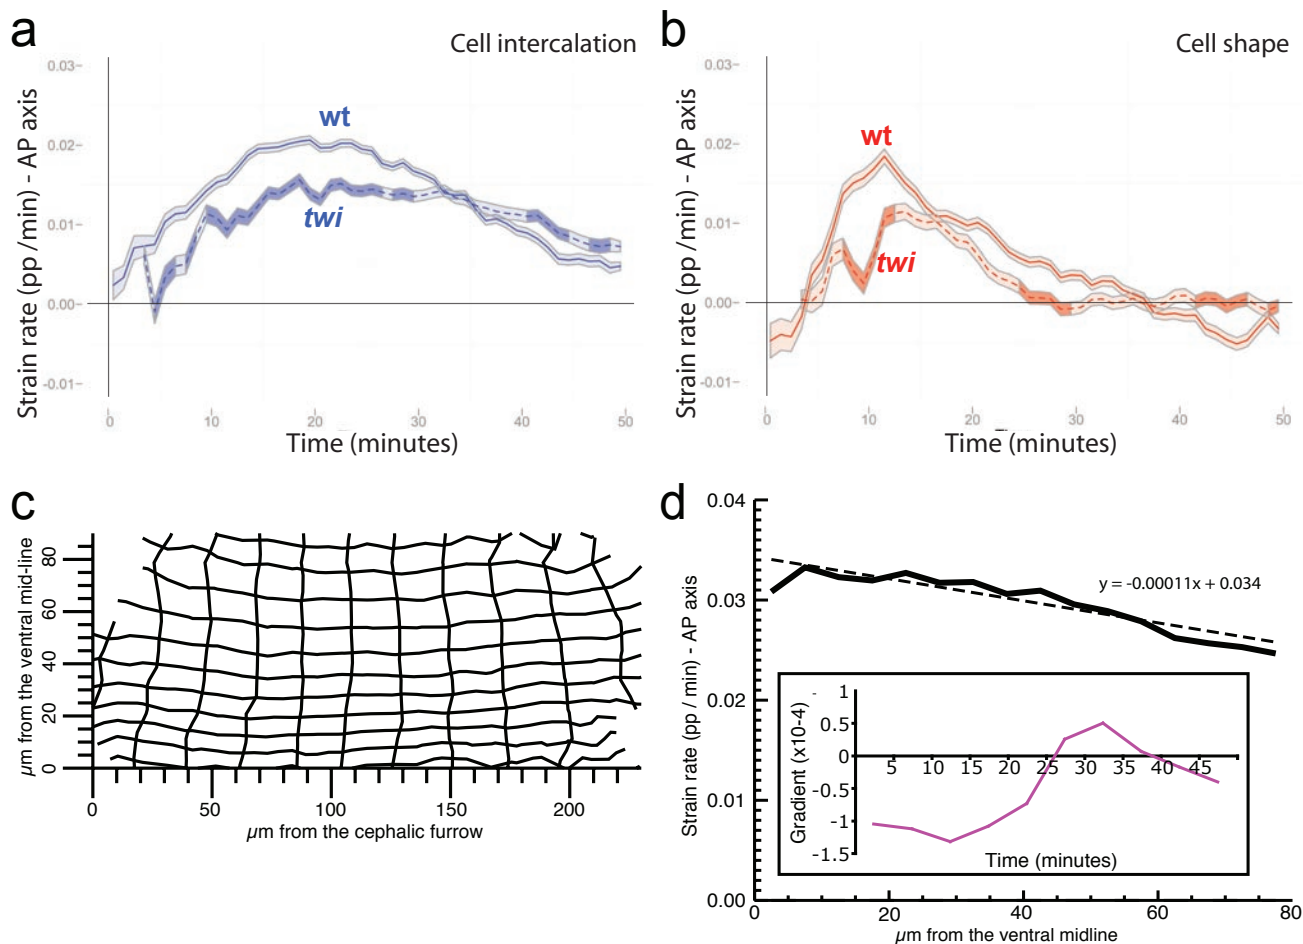 a
Cell intercalation
Strain rate (pp /min) - AP axis
0.03
0.02
0.01
0.00
-0.01
wt
twi
0 10 20 30 40 50
Time (minutes)
b
Cell shape
Strain rate (pp /min) - AP axis
0.03
0.02
0.01
0.00
-0.01
wt
twi
0 10 20 30 40 50
Time (minutes)
c
µm from the ventral mid-line
80
60
40
20
0
0 50 100 150 200
µm from the cephalic furrow
d
Strain rate (pp / min) - AP axis
0.04
0.03
0.02
0.01
0.00
y = -0.00011x + 0.034
Gradient (x10-4)
1
0.5
0
-0.5
-1
-1.5
5 10 15 20 25 30 35 40 45
Time (minutes)
0 20 40 60 80
µm from the ventral midline